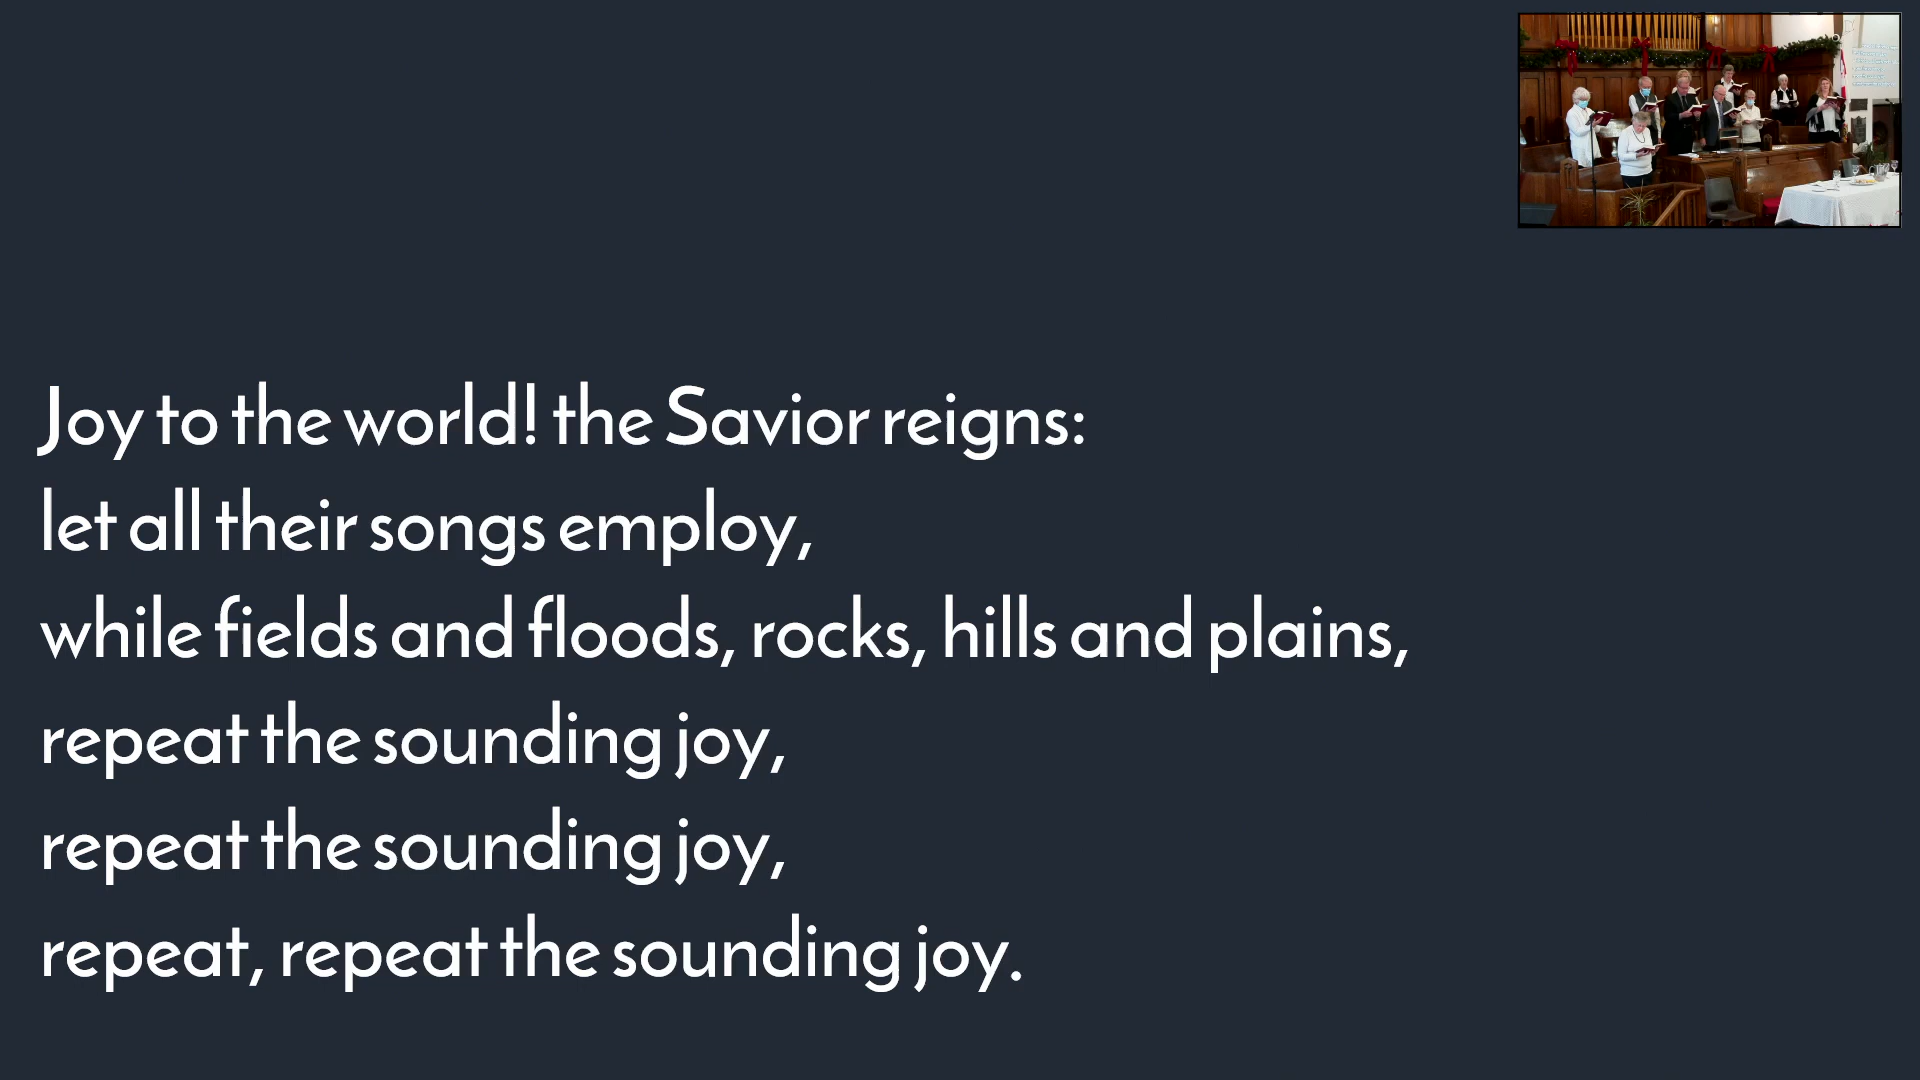 Joy to the world! the Savior reigns:
let all their songs employ,
while fields and floods, rocks, hills and plains,
repeat the sounding joy,
repeat the sounding joy,
repeat, repeat the sounding joy.